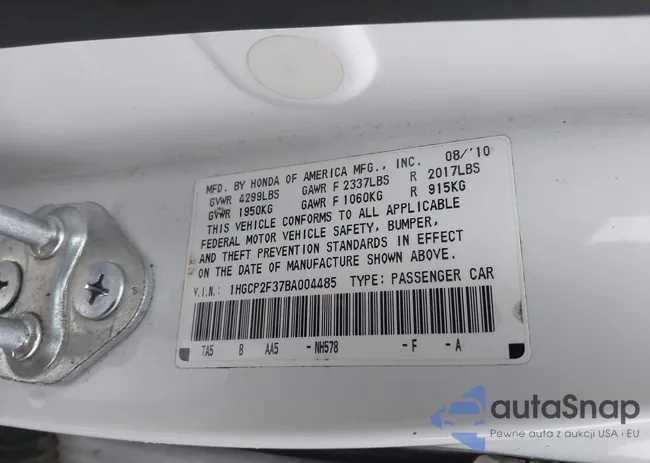 MFD. BY HONDA OF AMERICA MFG., INC. 08/'10
GVWR 4299LBS GAWR F 2337LBS R 2017LBS
GVWR 1950KG GAWR F 1060KG R 915KG
THIS VEHICLE CONFORMS TO ALL APPLICABLE
FEDERAL MOTOR VEHICLE SAFETY, BUMPER,
AND THEFT PREVENTION STANDARDS IN EFFECT
ON THE DATE OF MANUFACTURE SHOWN ABOVE.
V.I.N.: 1HGCP2F37BA004485 TYPE: PASSENGER CAR
TA5 B AA5 -NH578 -F -A
autaSnap
Pewne auta z aukcji USA i EU